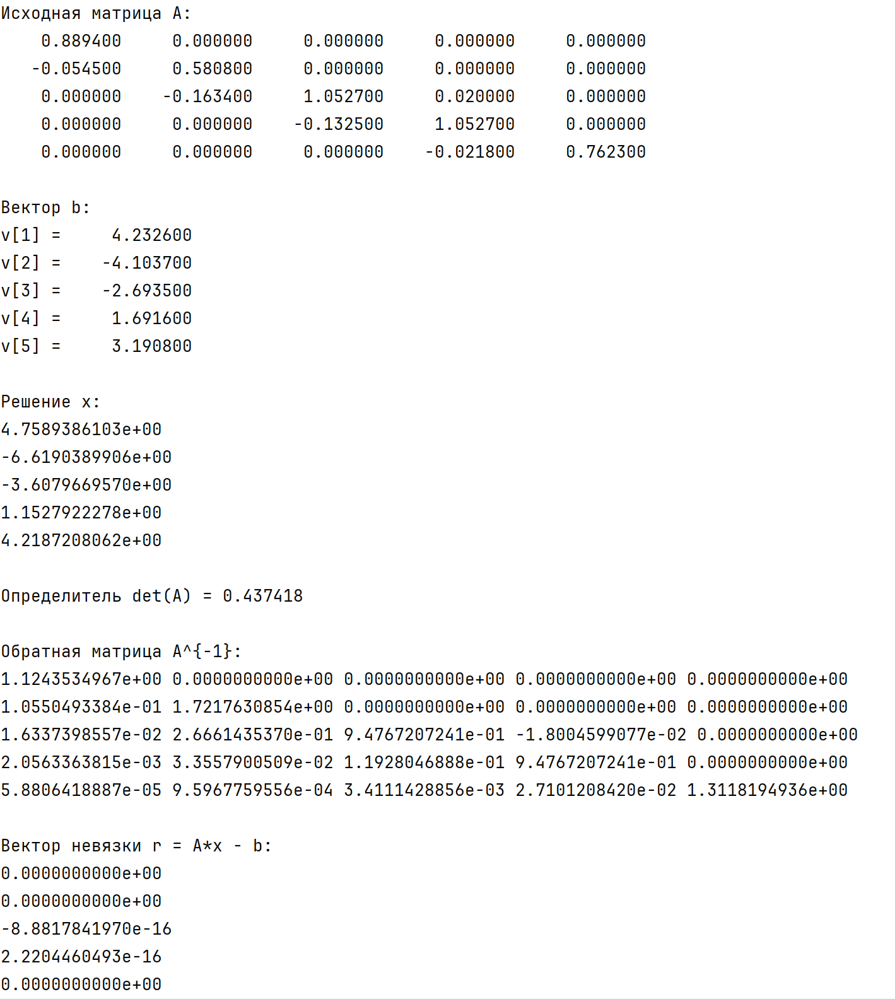 Исходная матрица A:
0.889400 0.000000 0.000000 0.000000 0.000000
-0.054500 0.580800 0.000000 0.000000 0.000000
0.000000 -0.163400 1.052700 0.020000 0.000000
0.000000 0.000000 -0.132500 1.052700 0.000000
0.000000 0.000000 0.000000 -0.021800 0.762300
Вектор b:
v[1] = 4.232600
v[2] = -4.103700
v[3] = -2.693500
v[4] = 1.691600
v[5] = 3.190800
Решение x:
4.7589386103e+00
-6.6190389906e+00
-3.6079669570e+00
1.1527922278e+00
4.2187208062e+00
Определитель det(A) = 0.437418
Обратная матрица A^{-1}:
1.1243534967e+00 0.0000000000e+00 0.0000000000e+00 0.0000000000e+00 0.0000000000e+00
1.0550493384e-01 1.7217630854e+00 0.0000000000e+00 0.0000000000e+00 0.0000000000e+00
1.6337398557e-02 2.6661435370e-01 9.4767207241e-01 -1.8004599077e-02 0.0000000000e+00
2.0563363815e-03 3.3557900509e-02 1.1928046888e-01 9.4767207241e-01 0.0000000000e+00
5.8806418887e-05 9.5967759556e-04 3.4111428856e-03 2.7101208420e-02 1.3118194936e+00
Вектор невязки r = A*x - b:
0.0000000000e+00
0.0000000000e+00
-8.8817841970e-16
2.2204460493e-16
0.0000000000e+00